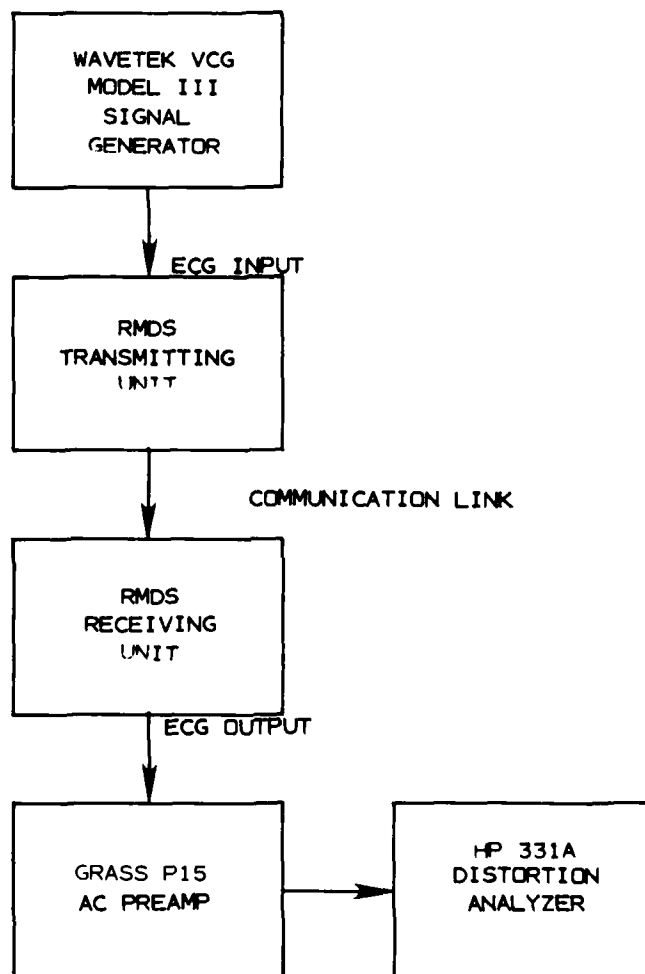 WAVETEK VCG
MODEL III
SIGNAL
GENERATOR
ECG INPUT
RMDS
TRANSMITTING
UNIT
COMMUNICATION LINK
RMDS
RECEIVING
UNIT
ECG OUTPUT
GRASS P15
AC PREAMP
HP 331A
DISTORTION
ANALYZER